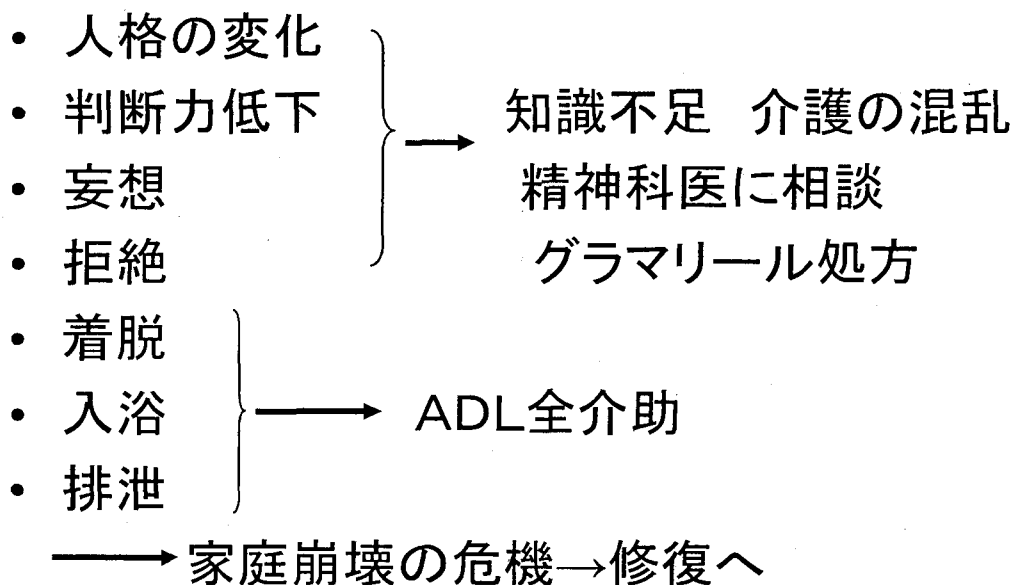 • 人格の変化
• 判断力低下
• 妄想
• 拒絶
知識不足 介護の混乱
精神科医に相談
グラマリール処方
• 着脱
• 入浴
• 排泄
ADL全介助
→家庭崩壊の危機→修復へ